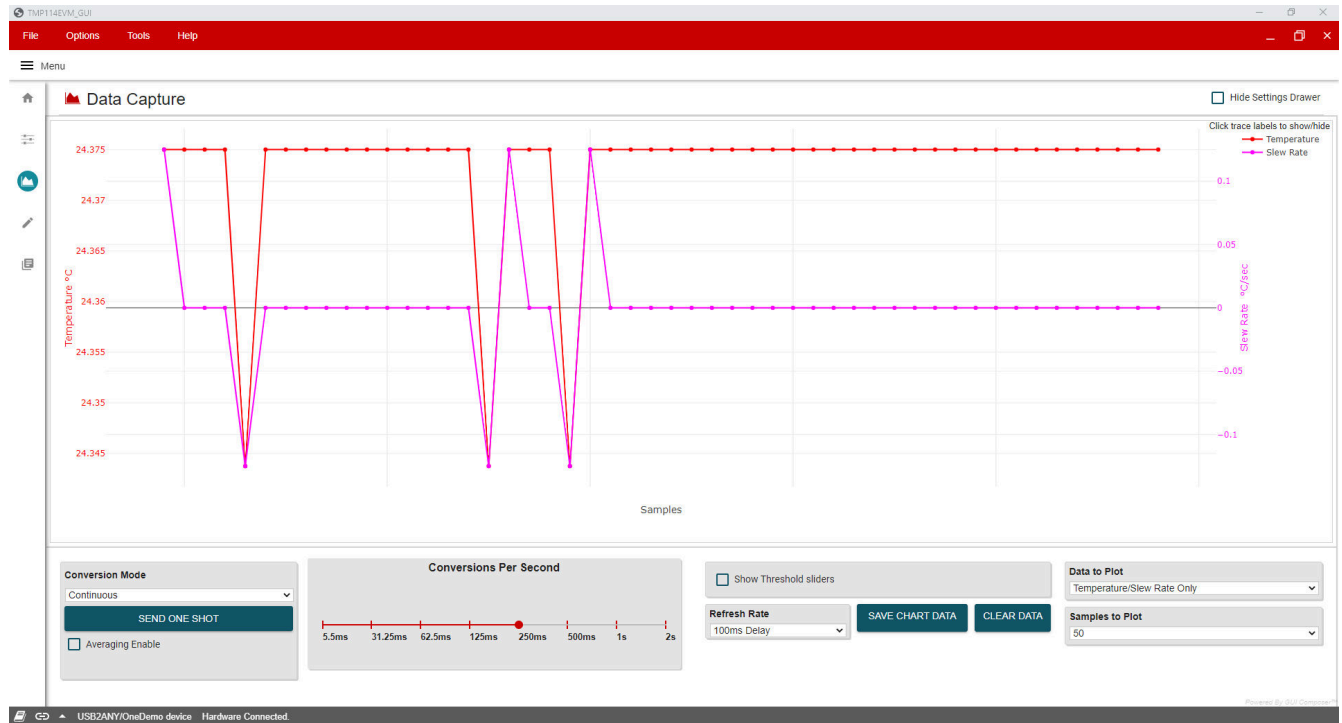 TMP114EVM_GUI
File Options Tools Help
Menu
Data Capture
Hide Settings Drawer
Click trace labels to show/hide
Temperature
Slew Rate
24.375
24.37
24.365
24.36
24.355
24.35
24.345
Temperature °C
0.1
0.05
0
−0.05
−0.1
Slew Rate °C/sec
Samples
Conversion Mode
Continuous
SEND ONE SHOT
Averaging Enable
Conversions Per Second
5.5ms 31.25ms 62.5ms 125ms 250ms 500ms 1s 2s
Show Threshold sliders
Refresh Rate
100ms Delay
SAVE CHART DATA
CLEAR DATA
Data to Plot
Temperature/Slew Rate Only
Samples to Plot
50
Powered By GUI Composer™
USB2ANY/OneDemo device Hardware Connected.